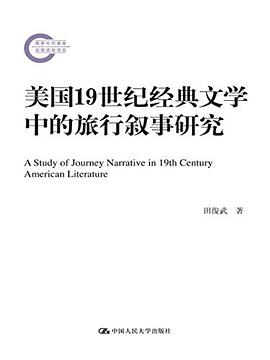 国家社科基金
后期资助项目
美国19世纪经典文学
中的旅行叙事研究
A Study of Journey Narrative in 19th Century
American Literature
田俊武 著
中国人民大学出版社